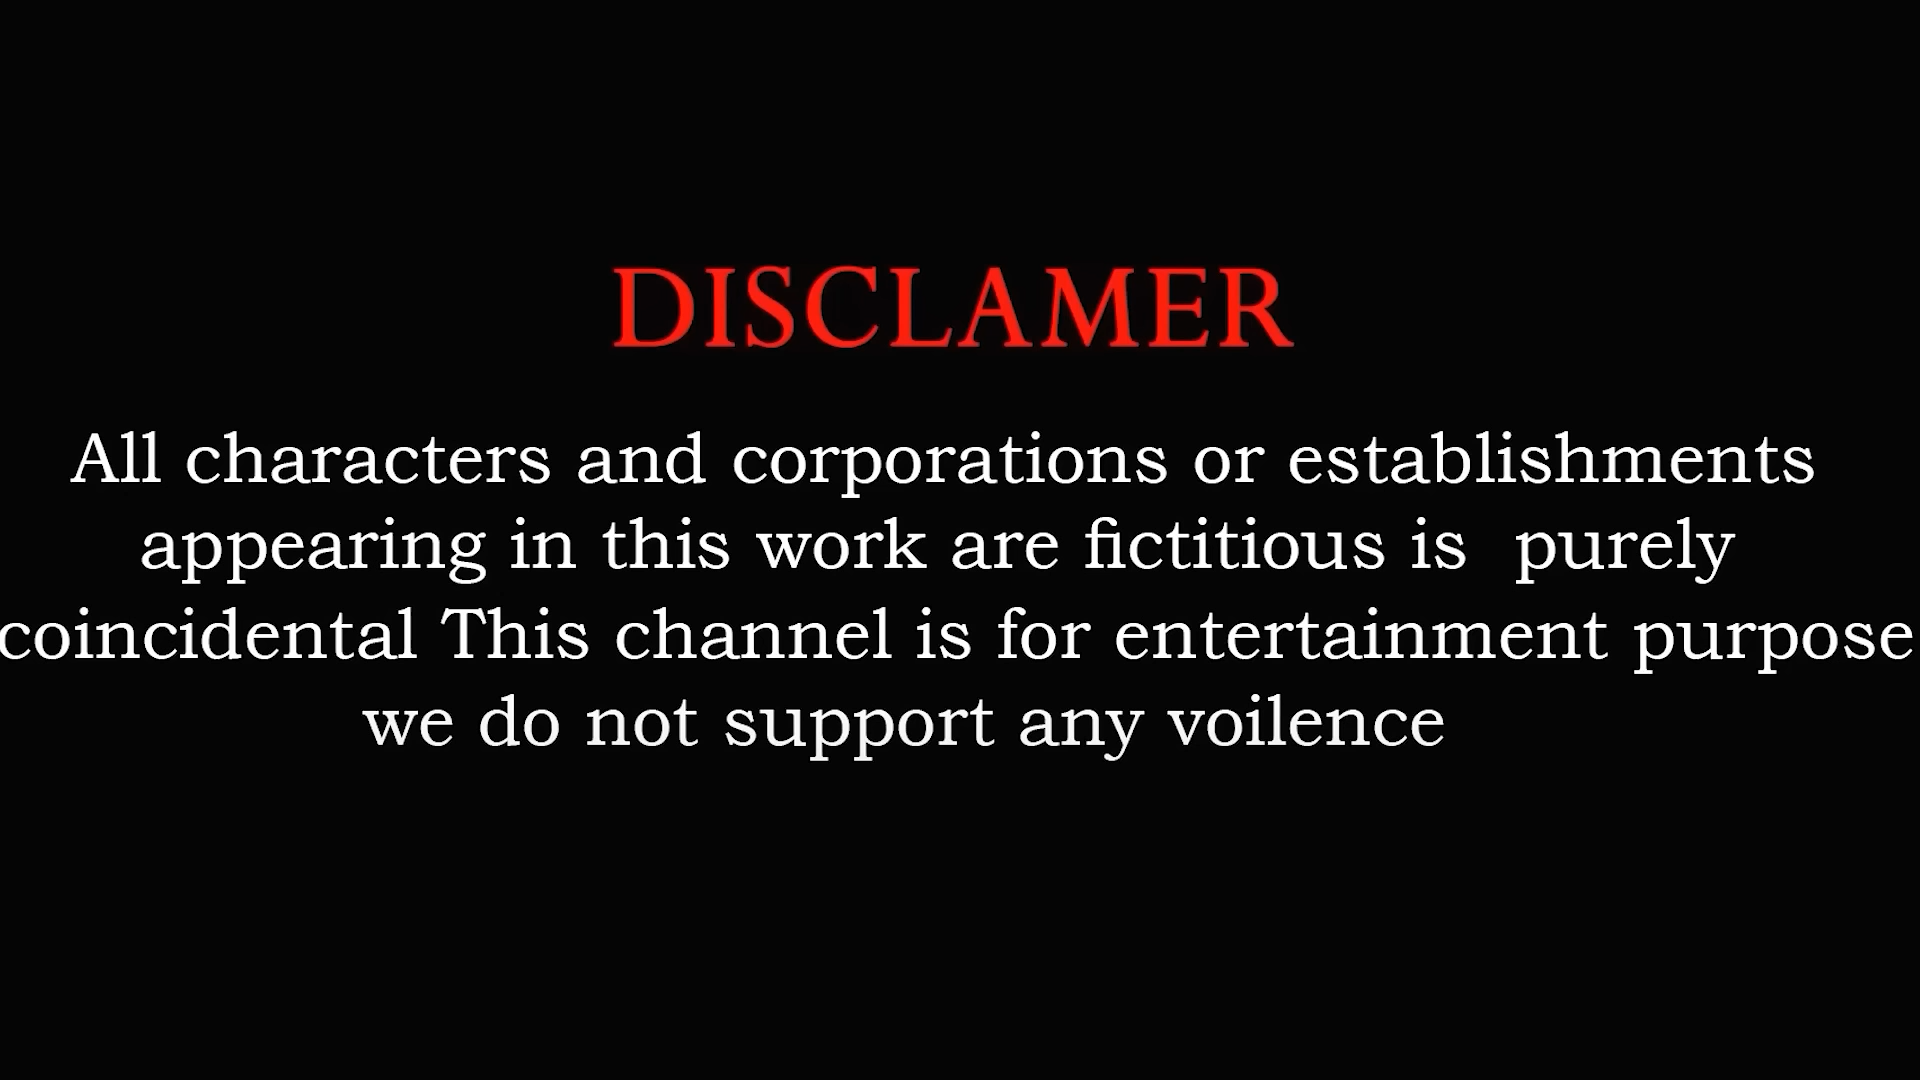 DISCLAMER
All characters and corporations or establishments
appearing in this work are fictitious is  purely
coincidental This channel is for entertainment purpose
we do not support any voilence